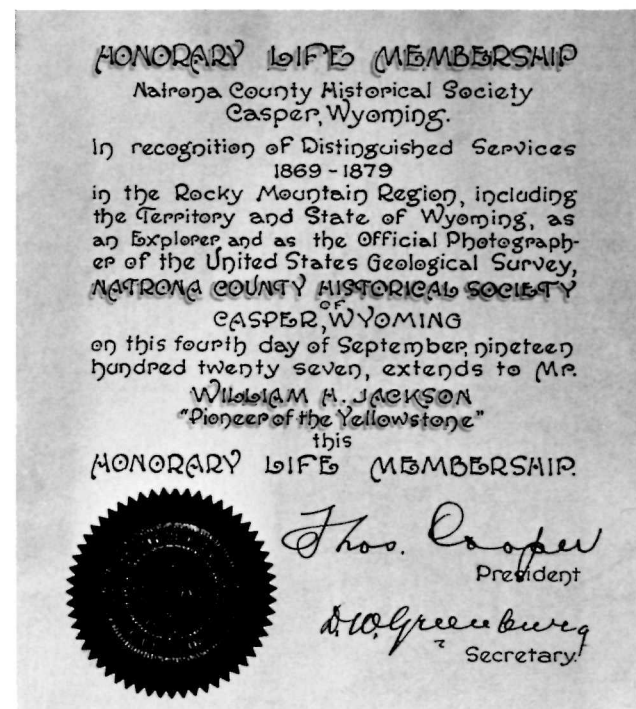 HONORARY LIFE MEMBERSHIP
Natrona County Historical Society
Casper, Wyoming.
In recognition of Distinguished Services
1869 - 1879
in the Rocky Mountain Region, including
the Territory and State of Wyoming, as
an Explorer and as the Official Photograph-
er of the United States Geological Survey,
NATRONA COUNTY HISTORICAL SOCIETY
OF
CASPER, WYOMING
on this fourth day of September, nineteen
hundred twenty seven, extends to Mr.
WILLIAM H. JACKSON
"Pioneer of the Yellowstone"
this
HONORARY LIFE MEMBERSHIP.
Thos. Cooper
President
D.W. Greenburg
Secretary.